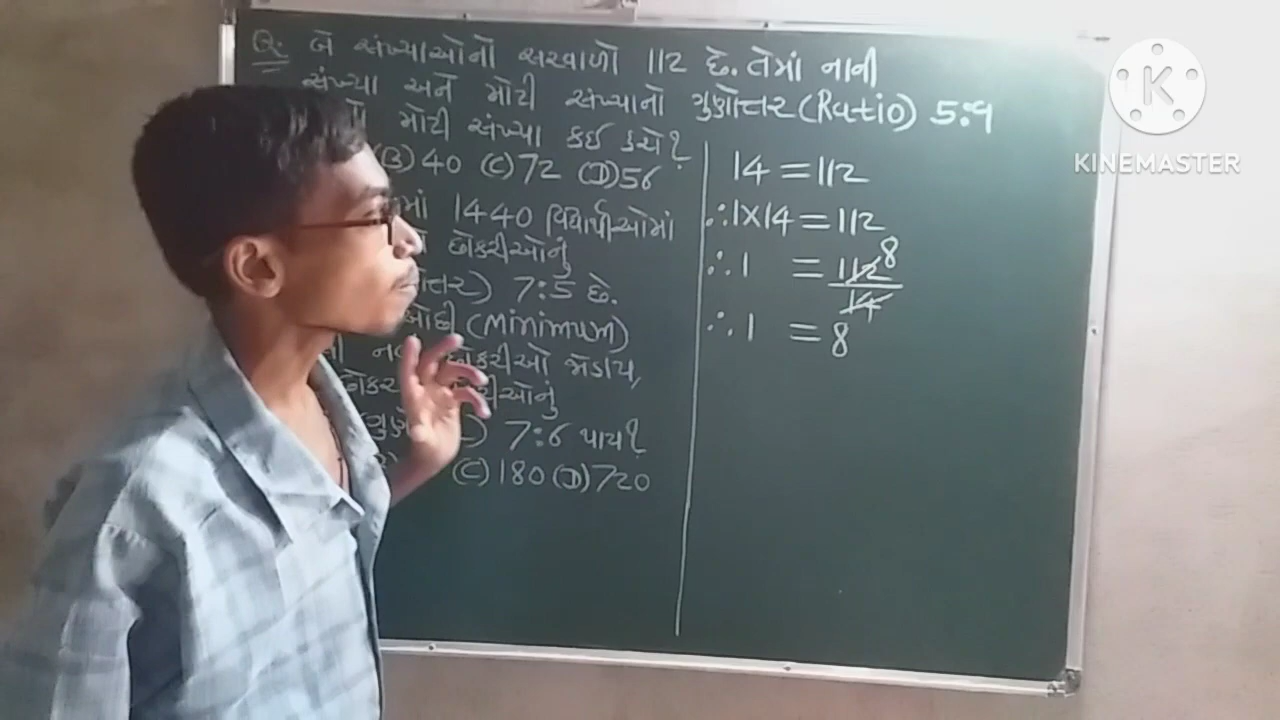 Q: બે સંખ્યાઓનો સરવાળો 112 છે. તેમાં નાની
સંખ્યા અને મોટી સંખ્યાનો ગુણોત્તર (Ratio) 5:9
મોટી સંખ્યા કઈ હશે?
(B) 40 (C) 72 (D) 56
માં 1440 વિદ્યાર્થીઓમાં
છોકરીઓનું
7:5 છે.
ઓછી (Minimum)
છોકરીઓ જોડાય,
7:6 થાય?
(C) 180 (D) 720
14 = 112
∴ 1×14 = 112
∴ 1 = 112 8
14
∴ 1 = 8
K
KINEMASTER